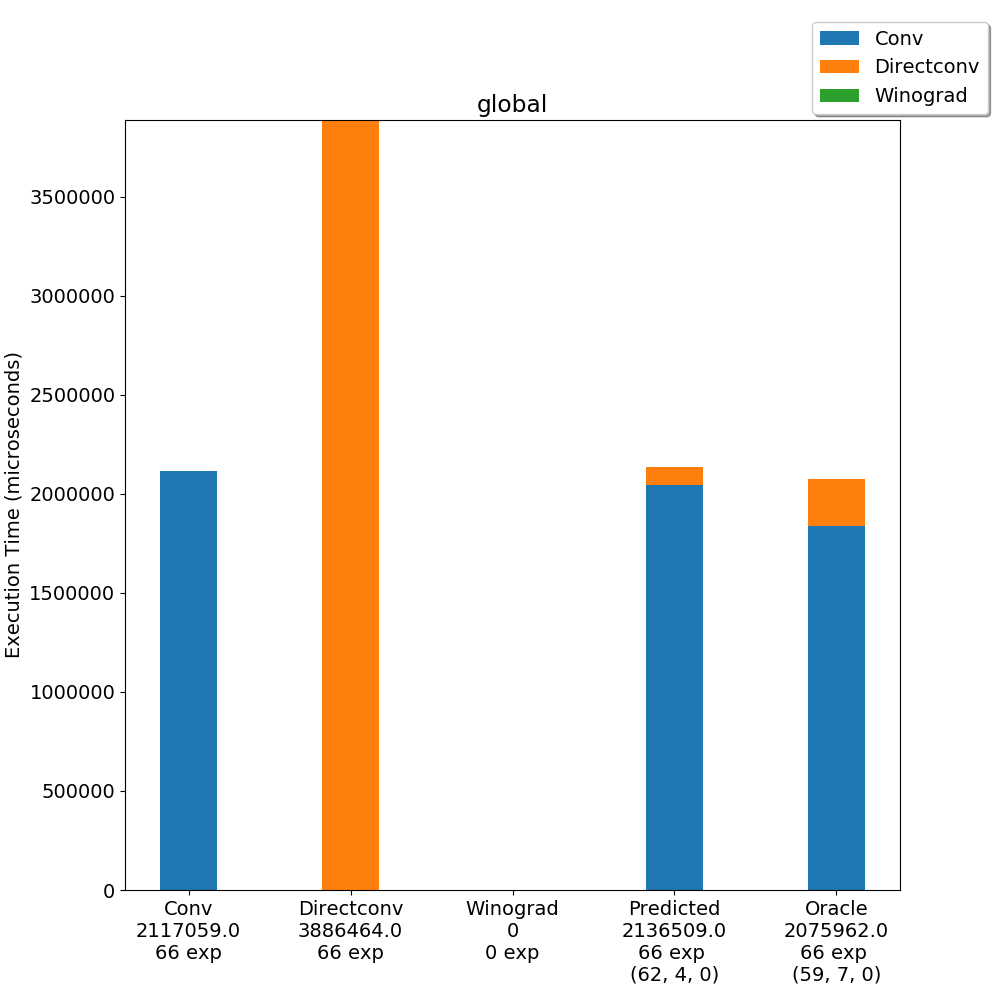 Conv
Directconv
Winograd
global
Execution Time (microseconds)
3500000
3000000
2500000
2000000
1500000
1000000
500000
0
Conv
2117059.0
66 exp
Directconv
3886464.0
66 exp
Winograd
0
0 exp
Predicted
2136509.0
66 exp
(62, 4, 0)
Oracle
2075962.0
66 exp
(59, 7, 0)